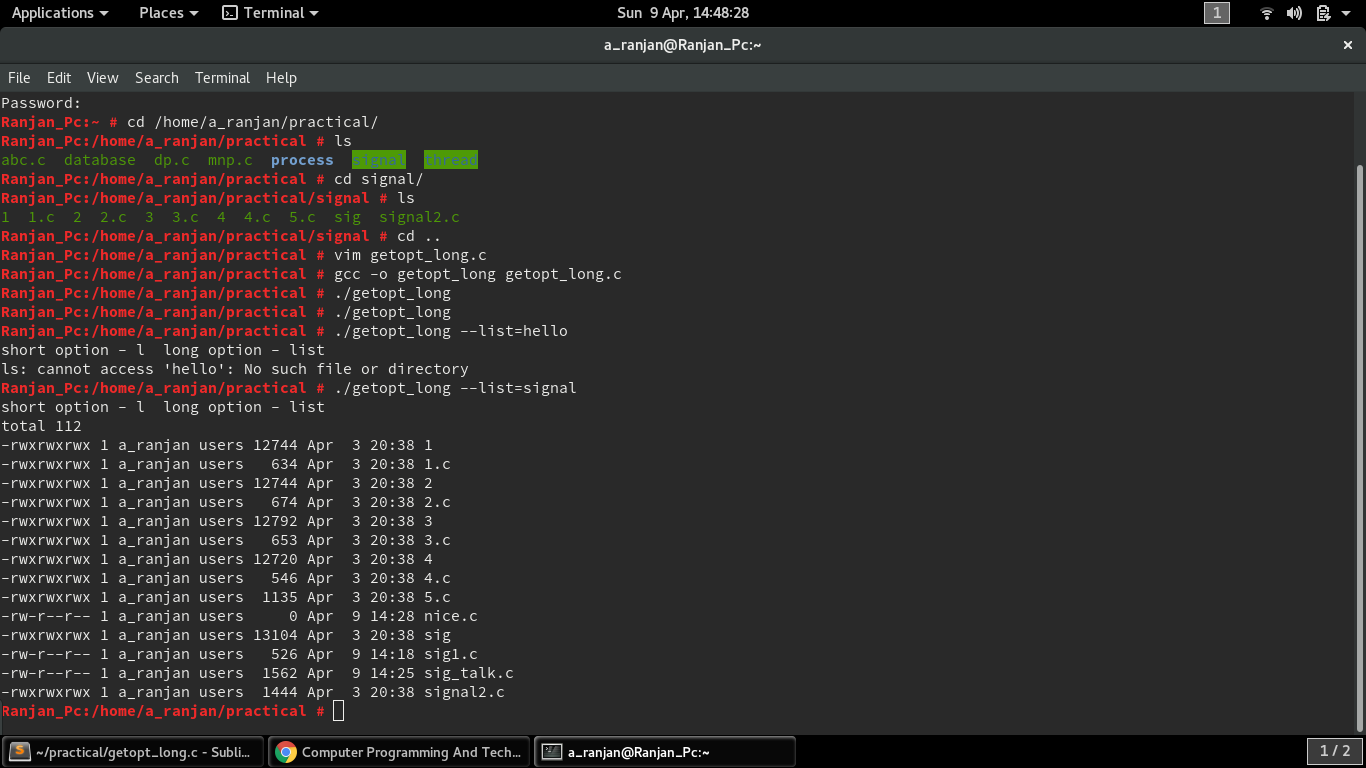 Applications Places Terminal Sun 9 Apr, 14:48:28 1
a_ranjan@Ranjan_Pc:~ ×
File Edit View Search Terminal Help
Password:
Ranjan_Pc:~ # cd /home/a_ranjan/practical/
Ranjan_Pc:/home/a_ranjan/practical # ls
abc.c  database  dp.c  mnp.c  process  signal  thread
Ranjan_Pc:/home/a_ranjan/practical # cd signal/
Ranjan_Pc:/home/a_ranjan/practical/signal # ls
1  1.c  2  2.c  3  3.c  4  4.c  5.c  sig  signal2.c
Ranjan_Pc:/home/a_ranjan/practical/signal # cd ..
Ranjan_Pc:/home/a_ranjan/practical # vim getopt_long.c
Ranjan_Pc:/home/a_ranjan/practical # gcc -o getopt_long getopt_long.c
Ranjan_Pc:/home/a_ranjan/practical # ./getopt_long
Ranjan_Pc:/home/a_ranjan/practical # ./getopt_long
Ranjan_Pc:/home/a_ranjan/practical # ./getopt_long --list=hello
short option - l  long option - list
ls: cannot access 'hello': No such file or directory
Ranjan_Pc:/home/a_ranjan/practical # ./getopt_long --list=signal
short option - l  long option - list
total 112
-rwxrwxrwx 1 a_ranjan users 12744 Apr  3 20:38 1
-rwxrwxrwx 1 a_ranjan users   634 Apr  3 20:38 1.c
-rwxrwxrwx 1 a_ranjan users 12744 Apr  3 20:38 2
-rwxrwxrwx 1 a_ranjan users   674 Apr  3 20:38 2.c
-rwxrwxrwx 1 a_ranjan users 12792 Apr  3 20:38 3
-rwxrwxrwx 1 a_ranjan users   653 Apr  3 20:38 3.c
-rwxrwxrwx 1 a_ranjan users 12720 Apr  3 20:38 4
-rwxrwxrwx 1 a_ranjan users   546 Apr  3 20:38 4.c
-rwxrwxrwx 1 a_ranjan users  1135 Apr  3 20:38 5.c
-rw-r--r-- 1 a_ranjan users     0 Apr  9 14:28 nice.c
-rwxrwxrwx 1 a_ranjan users 13104 Apr  3 20:38 sig
-rw-r--r-- 1 a_ranjan users   526 Apr  9 14:18 sig1.c
-rw-r--r-- 1 a_ranjan users  1562 Apr  9 14:25 sig_talk.c
-rwxrwxrwx 1 a_ranjan users  1444 Apr  3 20:38 signal2.c
Ranjan_Pc:/home/a_ranjan/practical #
~/practical/getopt_long.c - Subli... Computer Programming And Tech... a_ranjan@Ranjan_Pc:~ 1 / 2